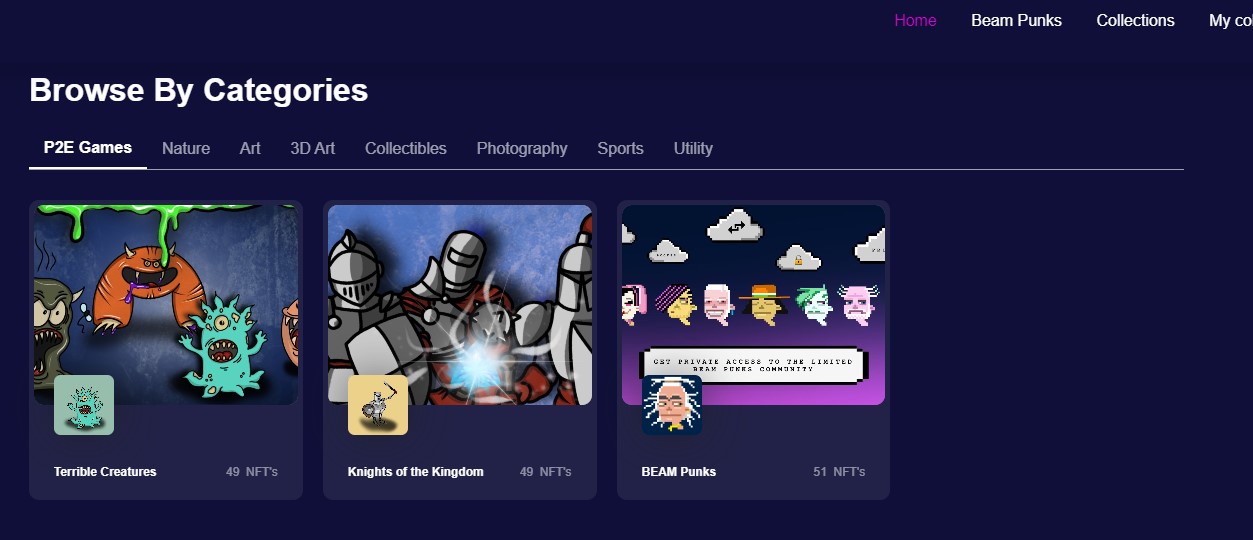 Home Beam Punks Collections My co
Browse By Categories
P2E Games Nature Art 3D Art Collectibles Photography Sports Utility
GET PRIVATE ACCESS TO THE LIMITED
BEAM PUNKS COMMUNITY
Terrible Creatures 49 NFT's
Knights of the Kingdom 49 NFT's
BEAM Punks 51 NFT's